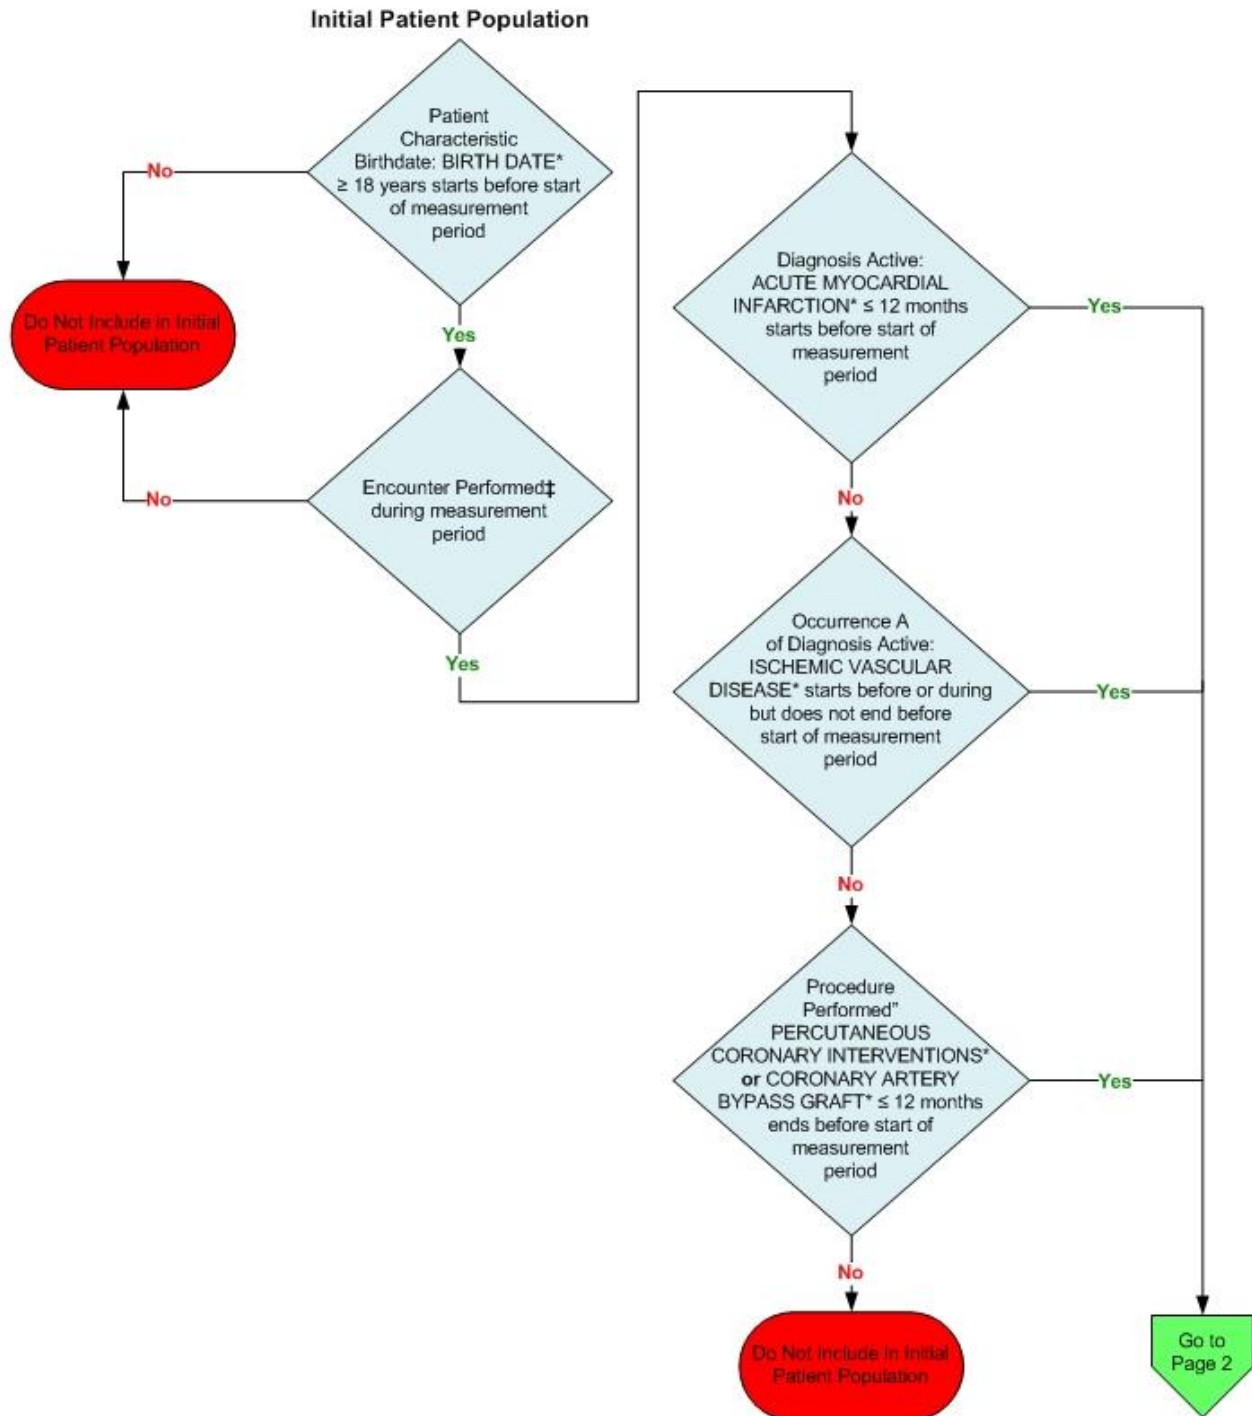 Initial Patient Population
Patient
Characteristic
Birthdate: BIRTH DATE*
≥ 18 years starts before start
of measurement
period
No
Do Not Include in Initial
Patient Population
Yes
Encounter Performed‡
during measurement
period
No
Yes
Diagnosis Active:
ACUTE MYOCARDIAL
INFARCTION* ≤ 12 months
starts before start of
measurement
period
Yes
No
Occurrence A
of Diagnosis Active:
ISCHEMIC VASCULAR
DISEASE* starts before or during
but does not end before
start of measurement
period
Yes
No
Procedure
Performed”
PERCUTANEOUS
CORONARY INTERVENTIONS*
or CORONARY ARTERY
BYPASS GRAFT* ≤ 12 months
ends before start of
measurement
period
Yes
No
Do Not Include in Initial
Patient Population
Go to
Page 2